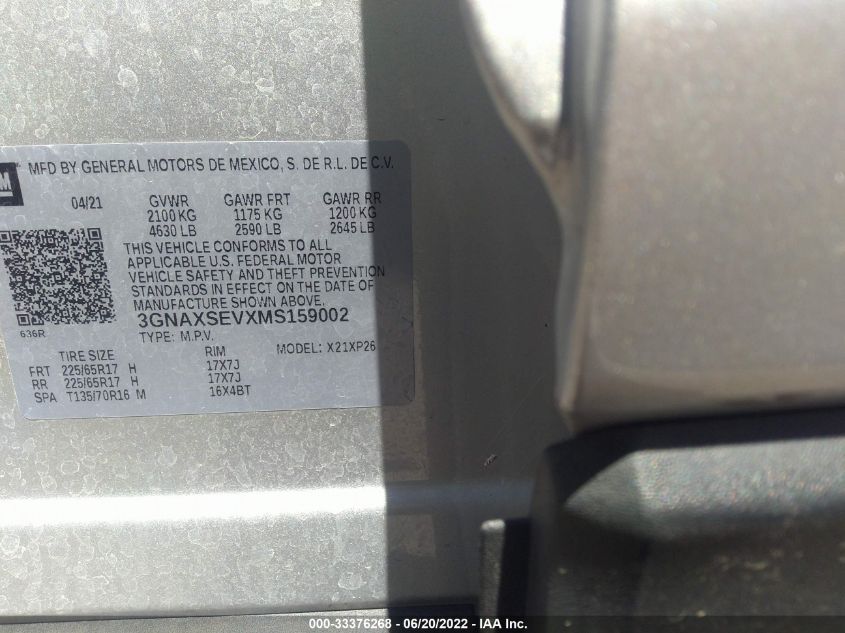 M
MFD BY GENERAL MOTORS DE MEXICO, S. DE R.L. DE C.V.
04/21 GVWR GAWR FRT GAWR RR
2100 KG 1175 KG 1200 KG
4630 LB 2590 LB 2645 LB
THIS VEHICLE CONFORMS TO ALL
APPLICABLE U.S. FEDERAL MOTOR
VEHICLE SAFETY AND THEFT PREVENTION
STANDARDS IN EFFECT ON THE DATE OF
MANUFACTURE SHOWN ABOVE.
3GNAXSEVXMS159002
636R
TYPE: M.P.V.
TIRE SIZE RIM MODEL: X21XP26
FRT 225/65R17 H 17X7J
RR 225/65R17 H 17X7J
SPA T135/70R16 M 16X4BT
000-33376268 - 06/20/2022 - IAA Inc.